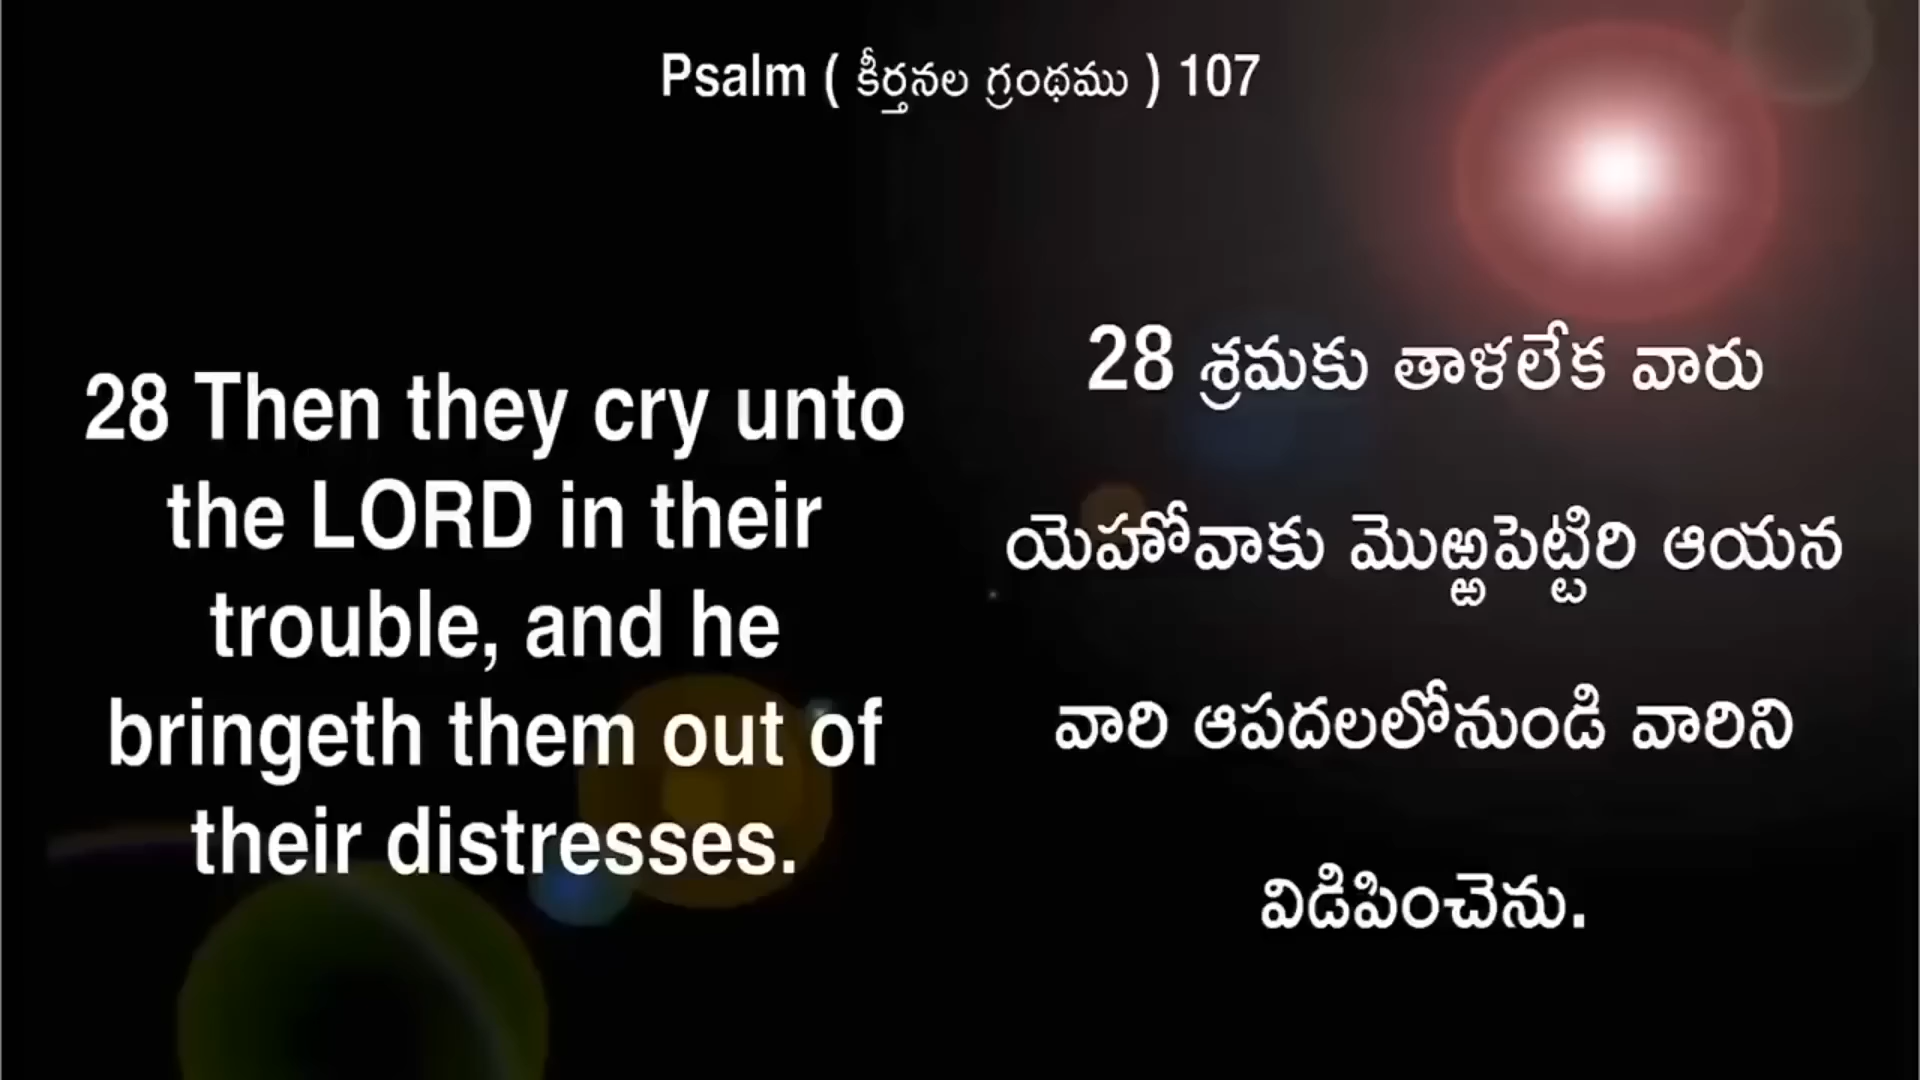 Psalm ( కీర్తనల గ్రంథము ) 107
28 Then they cry unto
the LORD in their
trouble, and he
bringeth them out of
their distresses.
28 శ్రమకు తాళలేక వారు
యెహోవాకు మొఱ్ఱపెట్టిరి ఆయన
వారి ఆపదలలోనుండి వారిని
విడిపించెను.